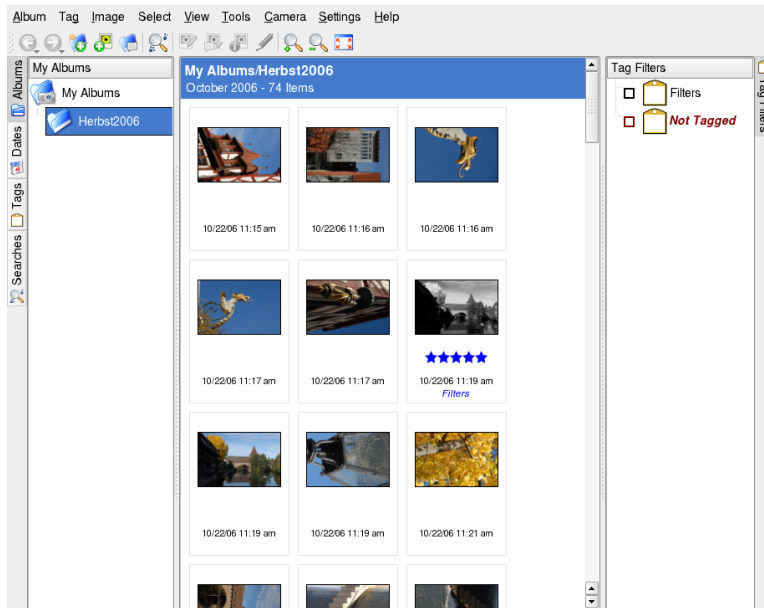 Album Tag Image Select View Tools Camera Settings Help
Albums
Dates
Tags
Searches
My Albums
My Albums
Herbst2006
My Albums/Herbst2006
October 2006 - 74 Items
10/22/06 11:15 am
10/22/06 11:16 am
10/22/06 11:16 am
10/22/06 11:17 am
10/22/06 11:17 am
10/22/06 11:19 am
Filters
10/22/06 11:19 am
10/22/06 11:19 am
10/22/06 11:21 am
Tag Filters
Filters
Not Tagged
Tag Filters